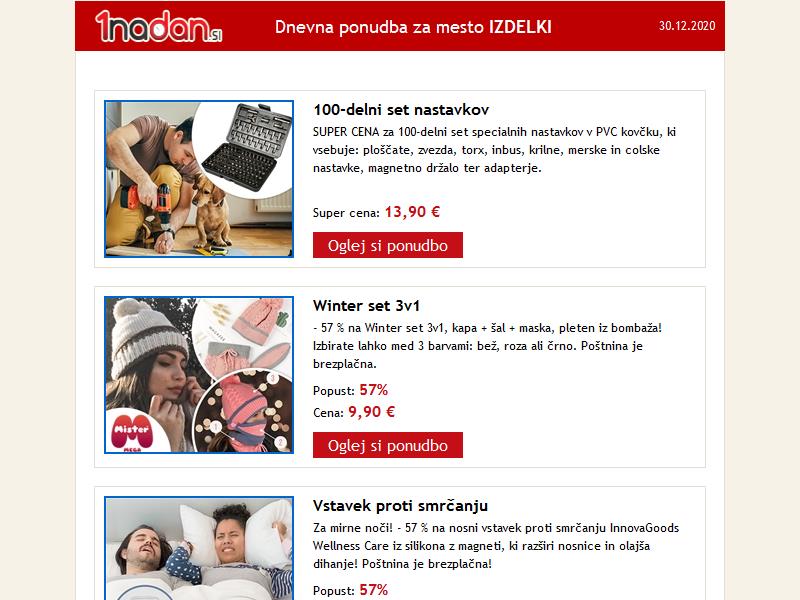 1nadan.si
Dnevna ponudba za mesto IZDELKI
30.12.2020
100-delni set nastavkov
SUPER CENA za 100-delni set specialnih nastavkov v PVC kovčku, ki
vsebuje: ploščate, zvezda, torx, inbus, krilne, merske in colske
nastavke, magnetno držalo ter adapterje.
Super cena: 13,90 €
Oglej si ponudbo
Winter set 3v1
- 57 % na Winter set 3v1, kapa + šal + maska, pleten iz bombaža!
Izbirate lahko med 3 barvami: bež, roza ali črno. Poštnina je
brezplačna.
Popust: 57%
Cena: 9,90 €
Oglej si ponudbo
Mister
MEGA
3
1
2
Vstavek proti smrčanju
Za mirne noči! - 57 % na nosni vstavek proti smrčanju InnovaGoods
Wellness Care iz silikona z magneti, ki razširi nosnice in olajša
dihanje! Poštnina je brezplačna!
Popust: 57%